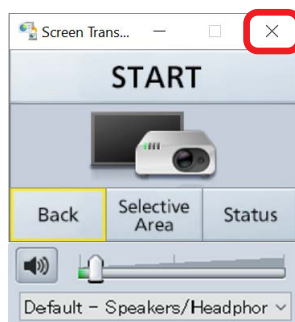 Screen Trans...
START
Back
Selective
Area
Status
Default - Speakers/Headphor